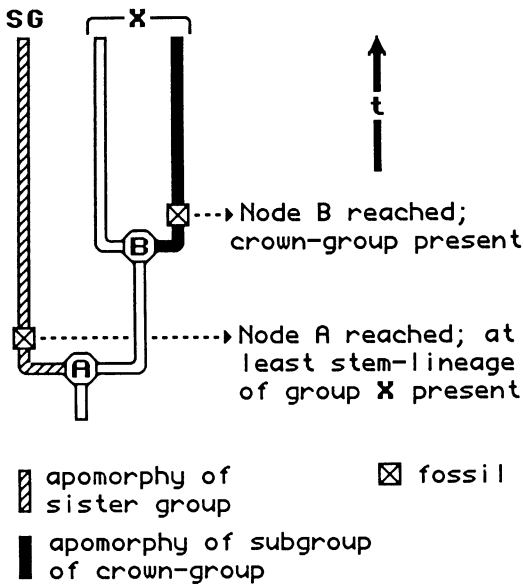 SG X
t
B
Node B reached;
crown-group present
A
Node A reached; at
least stem-lineage
of group X present
apomorphy of
sister group
fossil
apomorphy of subgroup
of crown-group